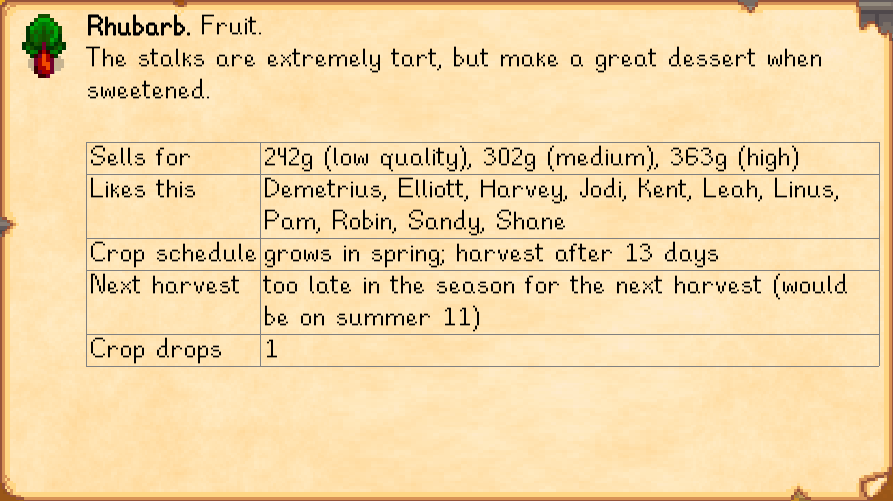 Rhubarb. Fruit.
The stalks are extremely tart, but make a great dessert when
sweetened.
Sells for 242g (low quality), 302g (medium), 363g (high)
Likes this Demetrius, Elliott, Harvey, Jodi, Kent, Leah, Linus,
Pam, Robin, Sandy, Shane
Crop schedule grows in spring; harvest after 13 days
Next harvest too late in the season for the next harvest (would
be on summer 11)
Crop drops 1